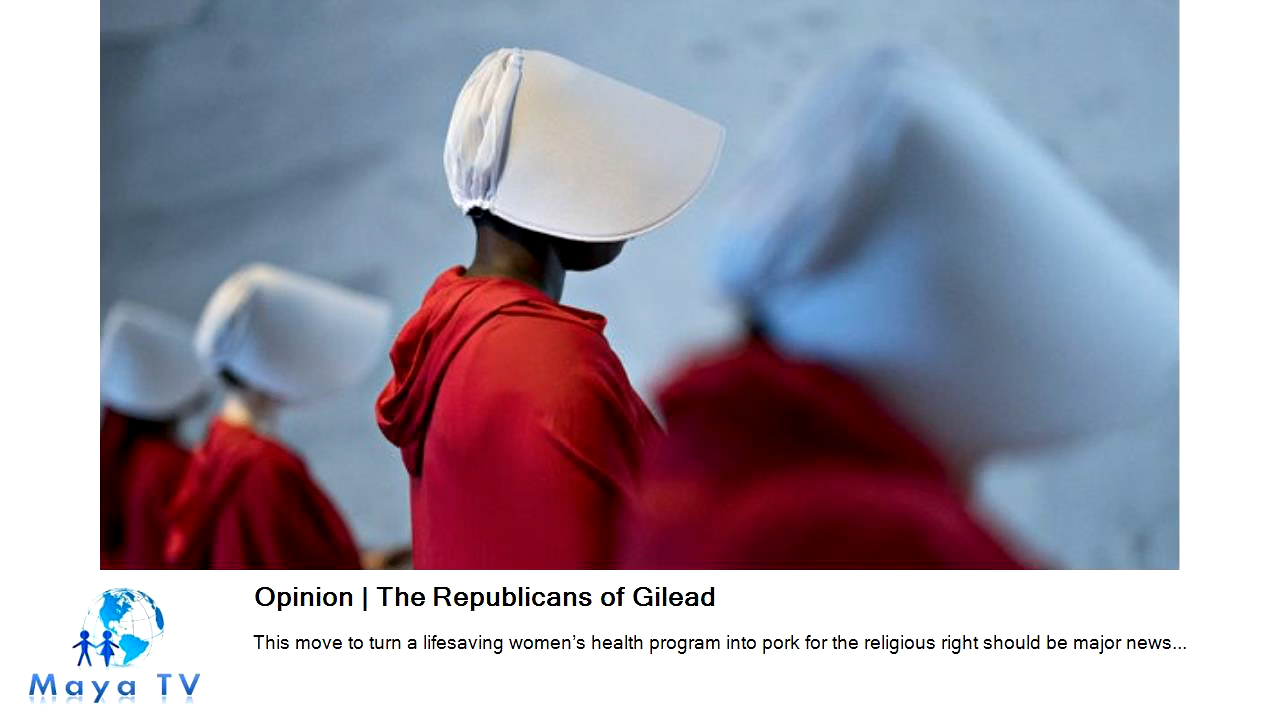 Opinion | The Republicans of Gilead
This move to turn a lifesaving women’s health program into pork for the religious right should be major news...
Maya TV